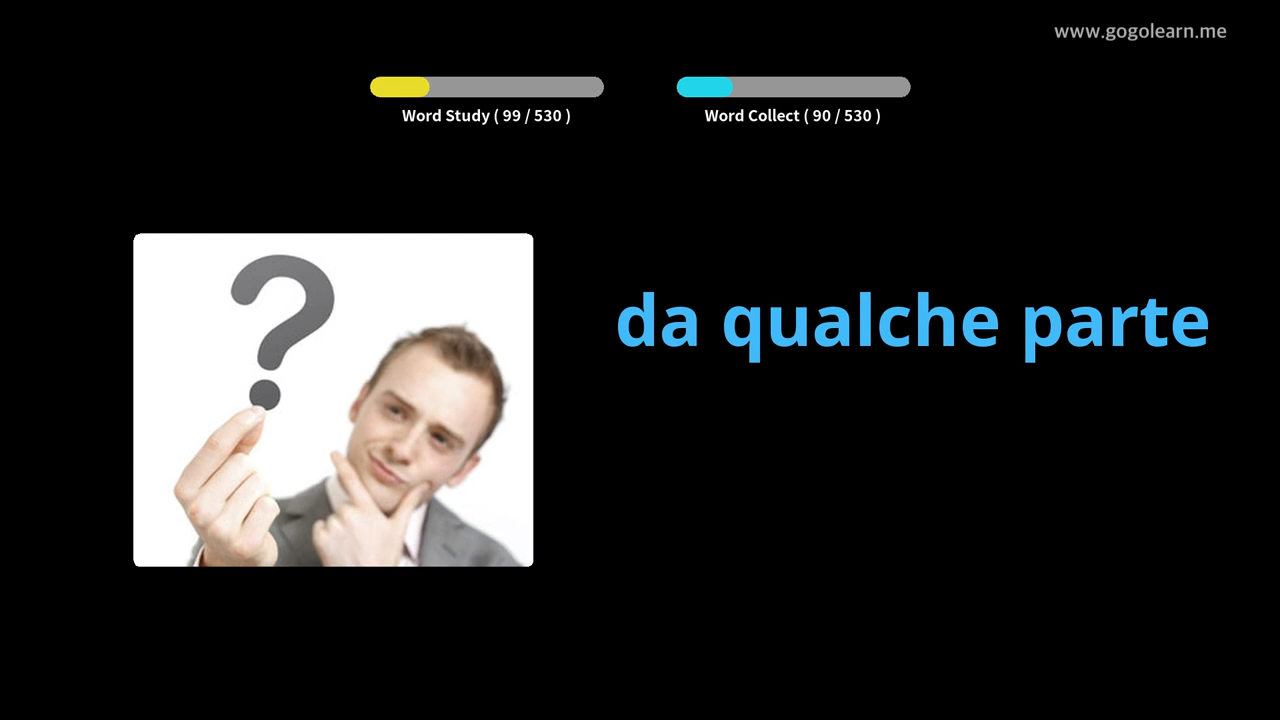 www.gogolearn.me
Word Study ( 99 / 530 )
Word Collect ( 90 / 530 )
?
da qualche parte